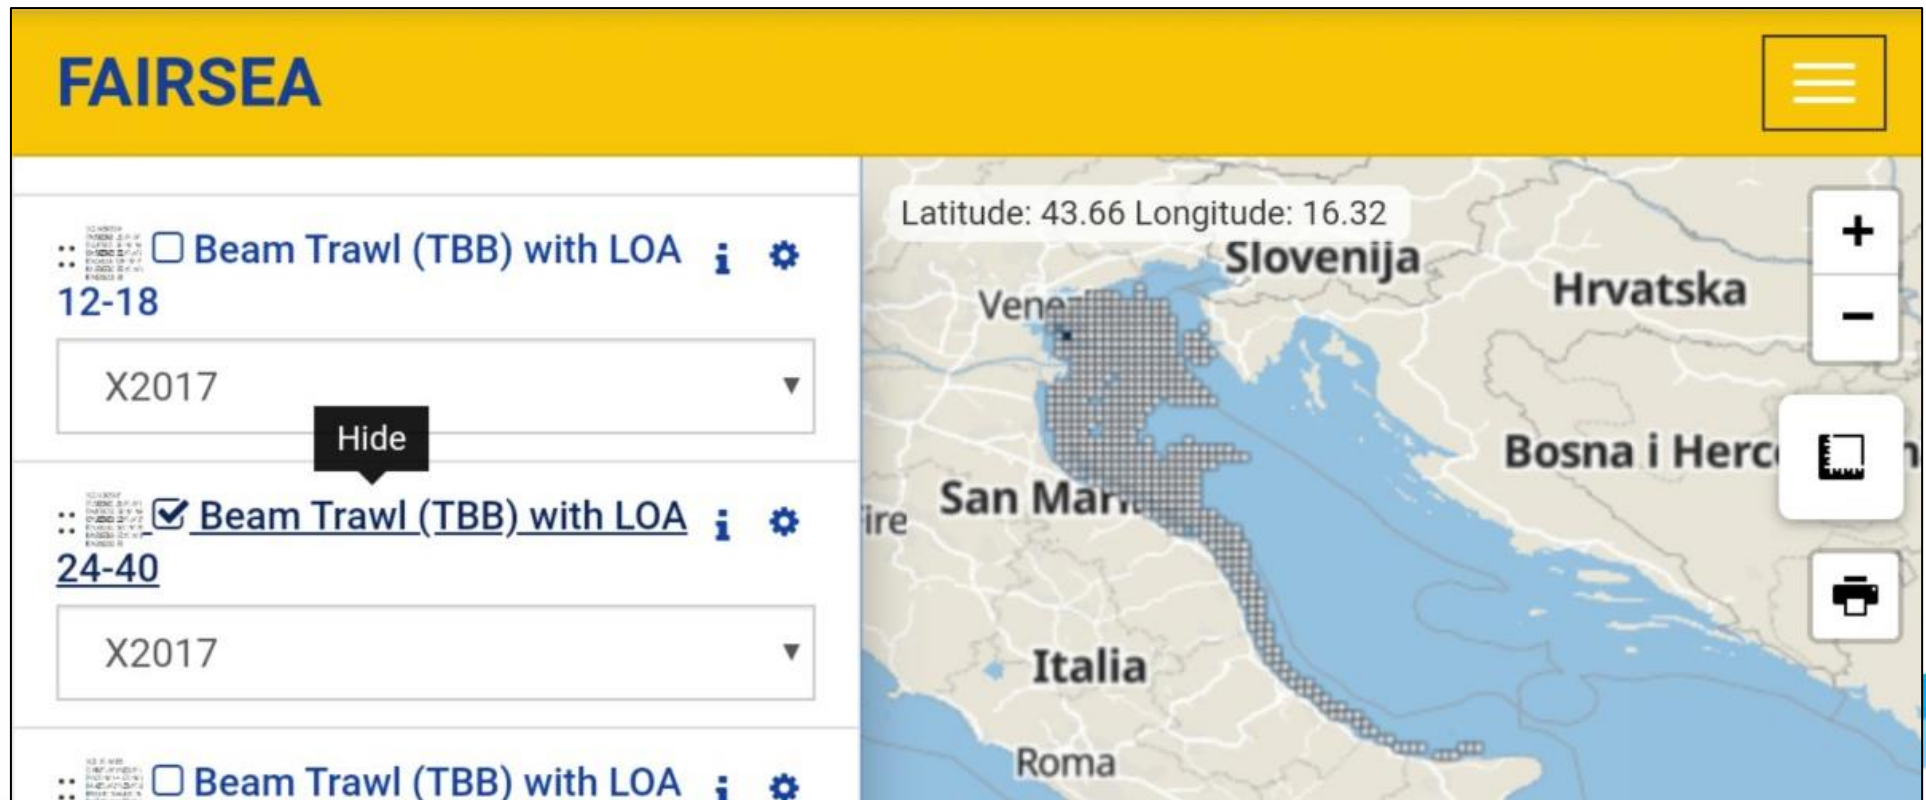 FAIRSEA
Beam Trawl (TBB) with LOA
12-18
X2017
Hide
Beam Trawl (TBB) with LOA
24-40
X2017
Beam Trawl (TBB) with LOA
Latitude: 43.66 Longitude: 16.32
Slovenija
Hrvatska
Bosna i Herc
San Mari
Italia
Roma